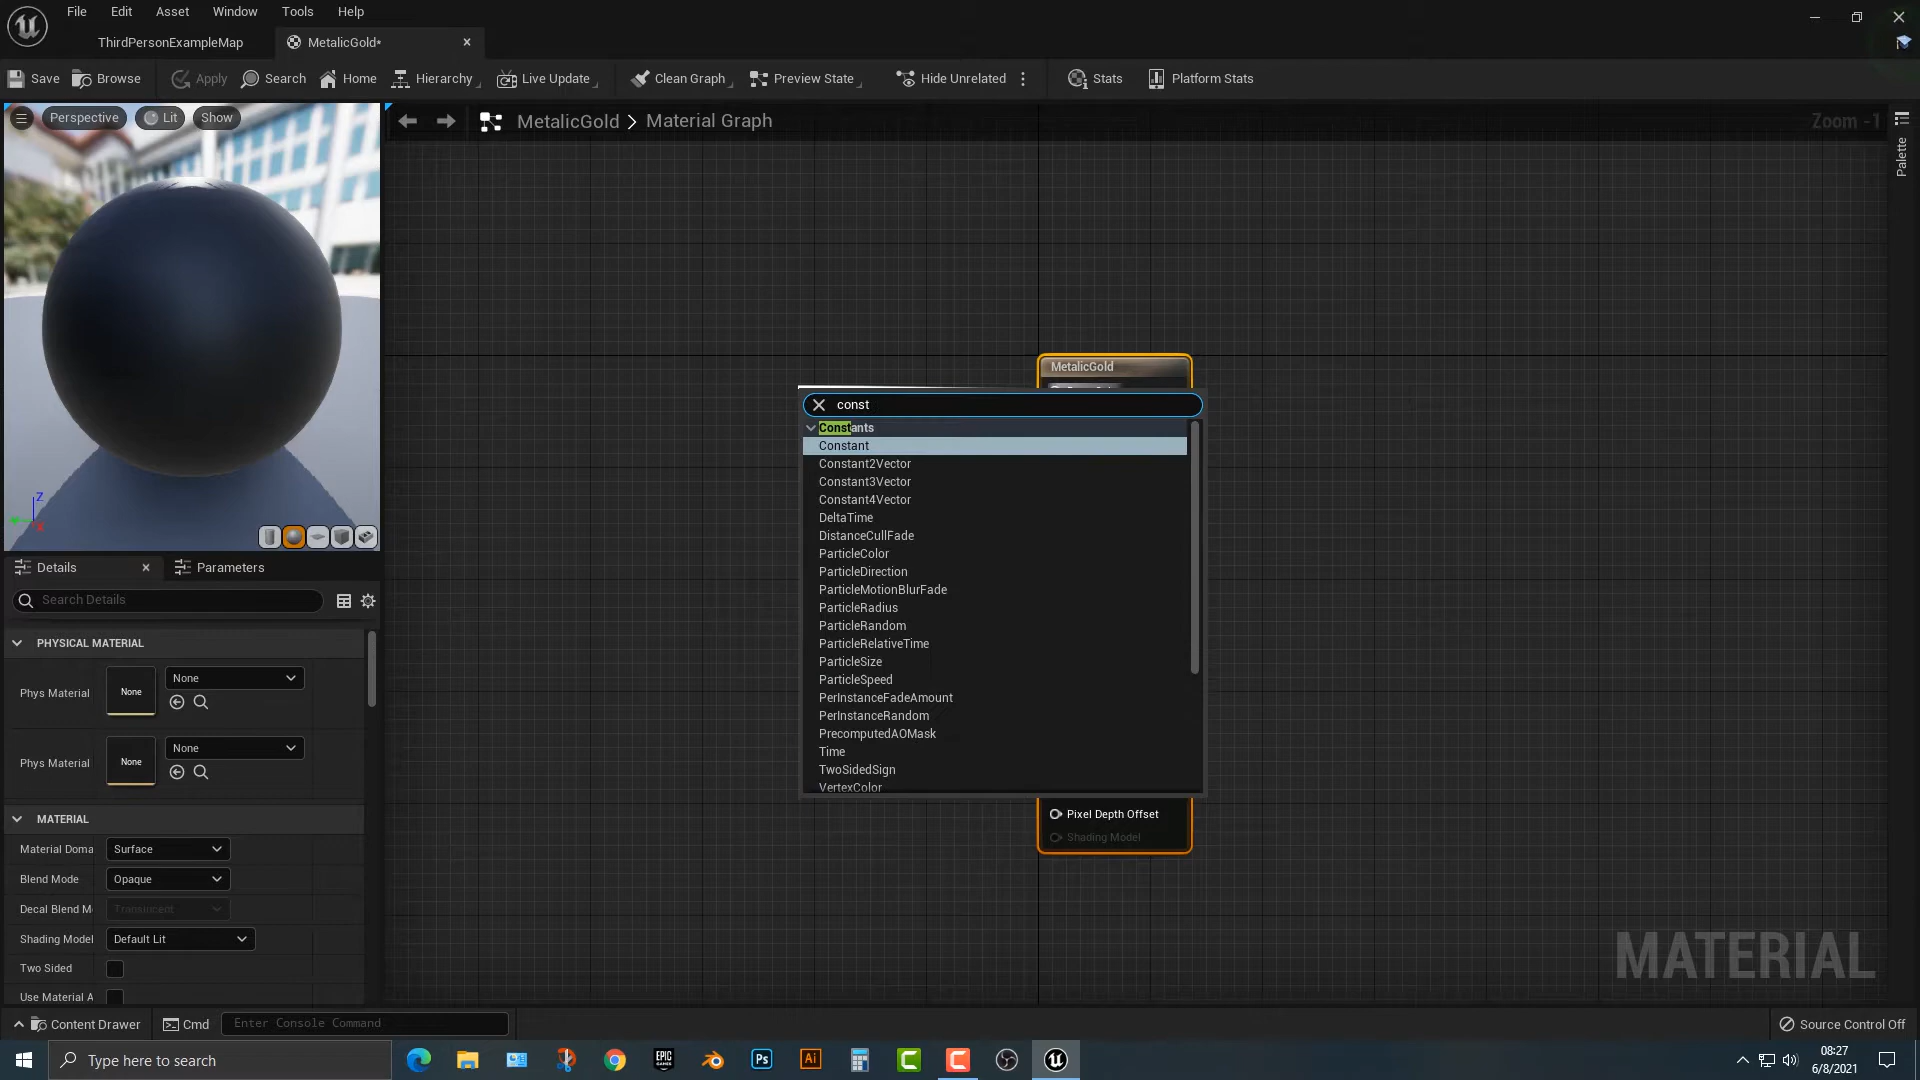 File Edit Asset Window Tools Help
ThirdPersonExampleMap
MetalicGold*
Save Browse Apply Search Home Hierarchy Live Update Clean Graph Preview State Hide Unrelated Stats Platform Stats
Perspective Lit Show
MetalicGold > Material Graph
Zoom -1
Palette
Z
X
MetalicGold
const
Constants
Constant
Constant2Vector
Constant3Vector
Constant4Vector
DeltaTime
DistanceCullFade
ParticleColor
ParticleDirection
ParticleMotionBlurFade
ParticleRadius
ParticleRandom
ParticleRelativeTime
ParticleSize
ParticleSpeed
PerInstanceFadeAmount
PerInstanceRandom
PrecomputedAOMask
Time
TwoSidedSign
VertexColor
Pixel Depth Offset
Shading Model
Details Parameters
Search Details
PHYSICAL MATERIAL
Phys Material None None
Phys Material None None
MATERIAL
Material Doma Surface
Blend Mode Opaque
Decal Blend M Translucent
Shading Model Default Lit
Two Sided
Use Material A
MATERIAL
Content Drawer Cmd Enter Console Command
Source Control Off
Type here to search
EPIC GAMES
Ps
Ai
08:27
6/8/2021